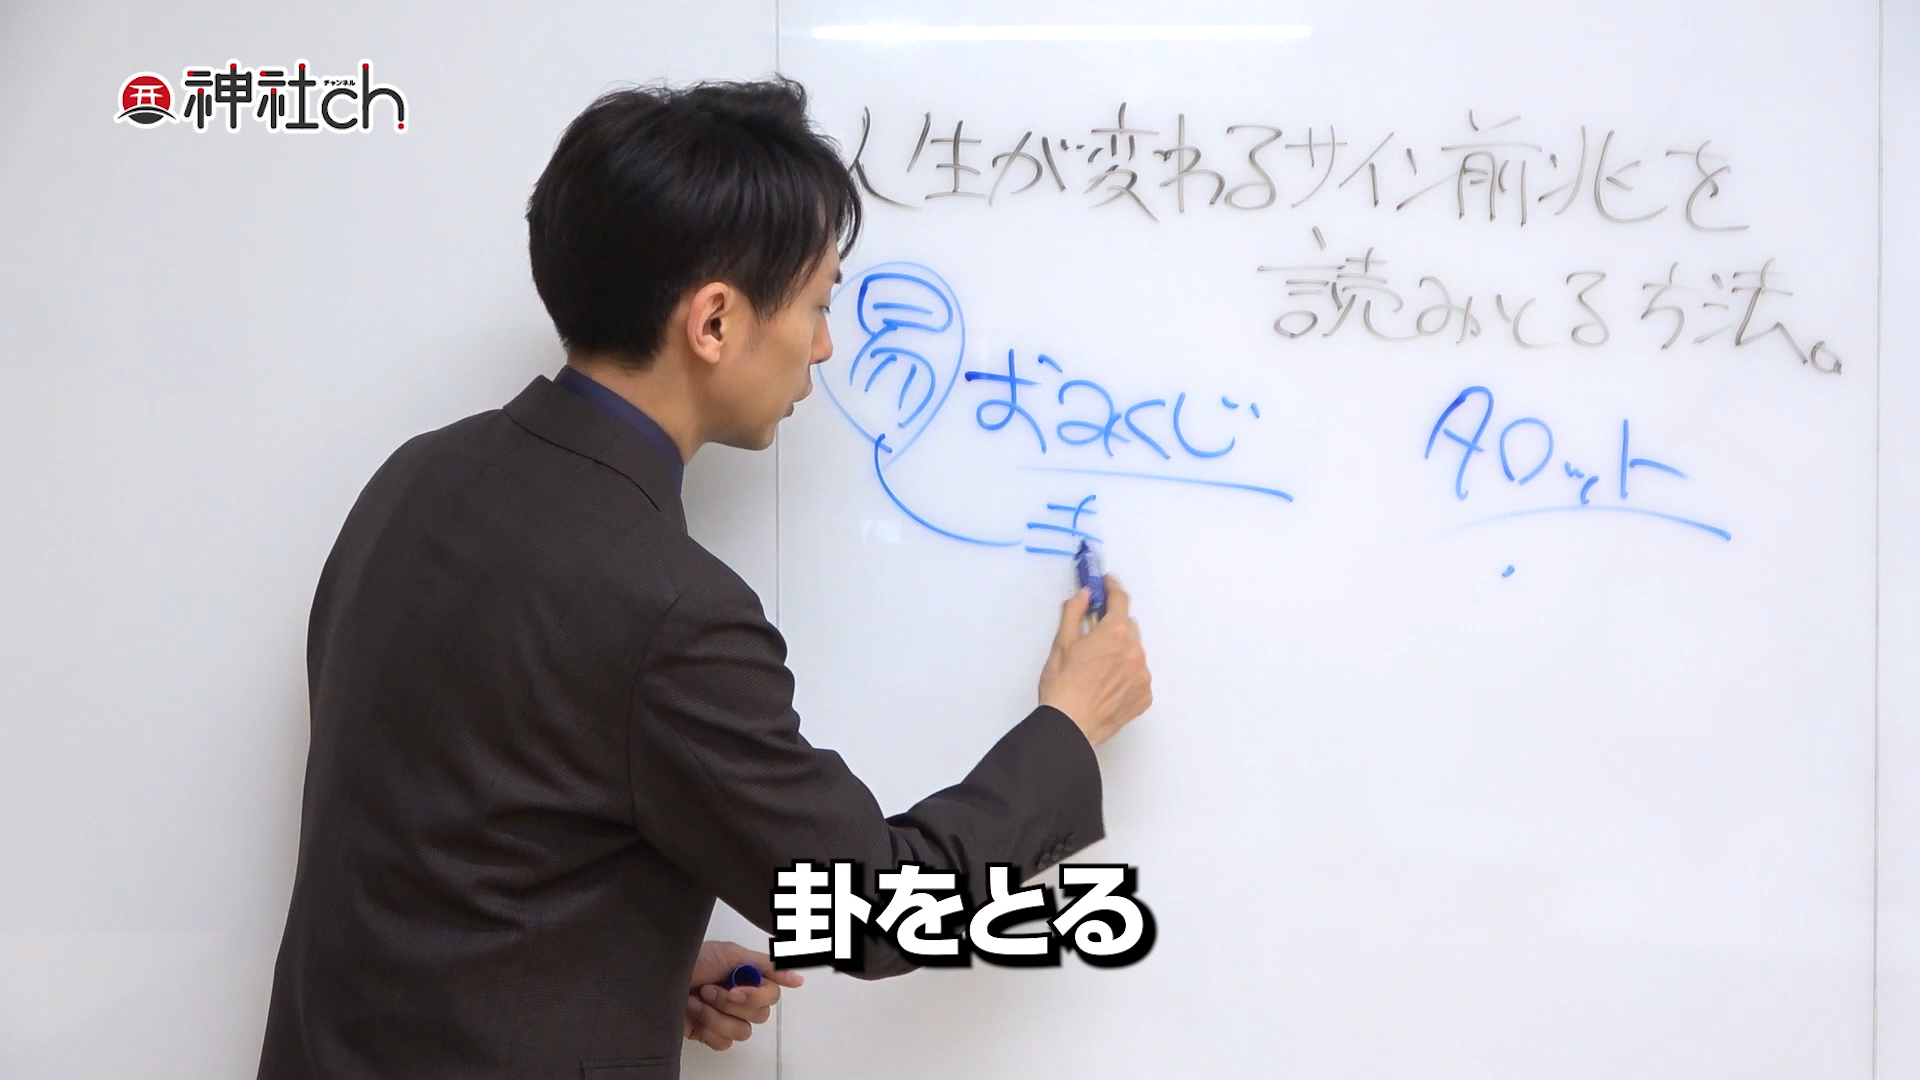 神社ch
チャンネル
人生が変わるサイン前兆を
読みとる方法。
易
おみくじ
タロット
卦をとる